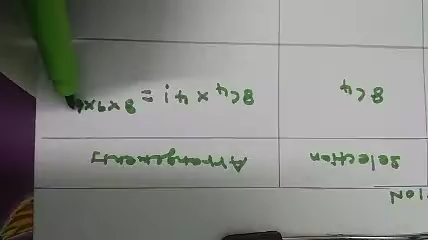 Selection Arrangement
8C4 8C4 × 4! = 8×7×6